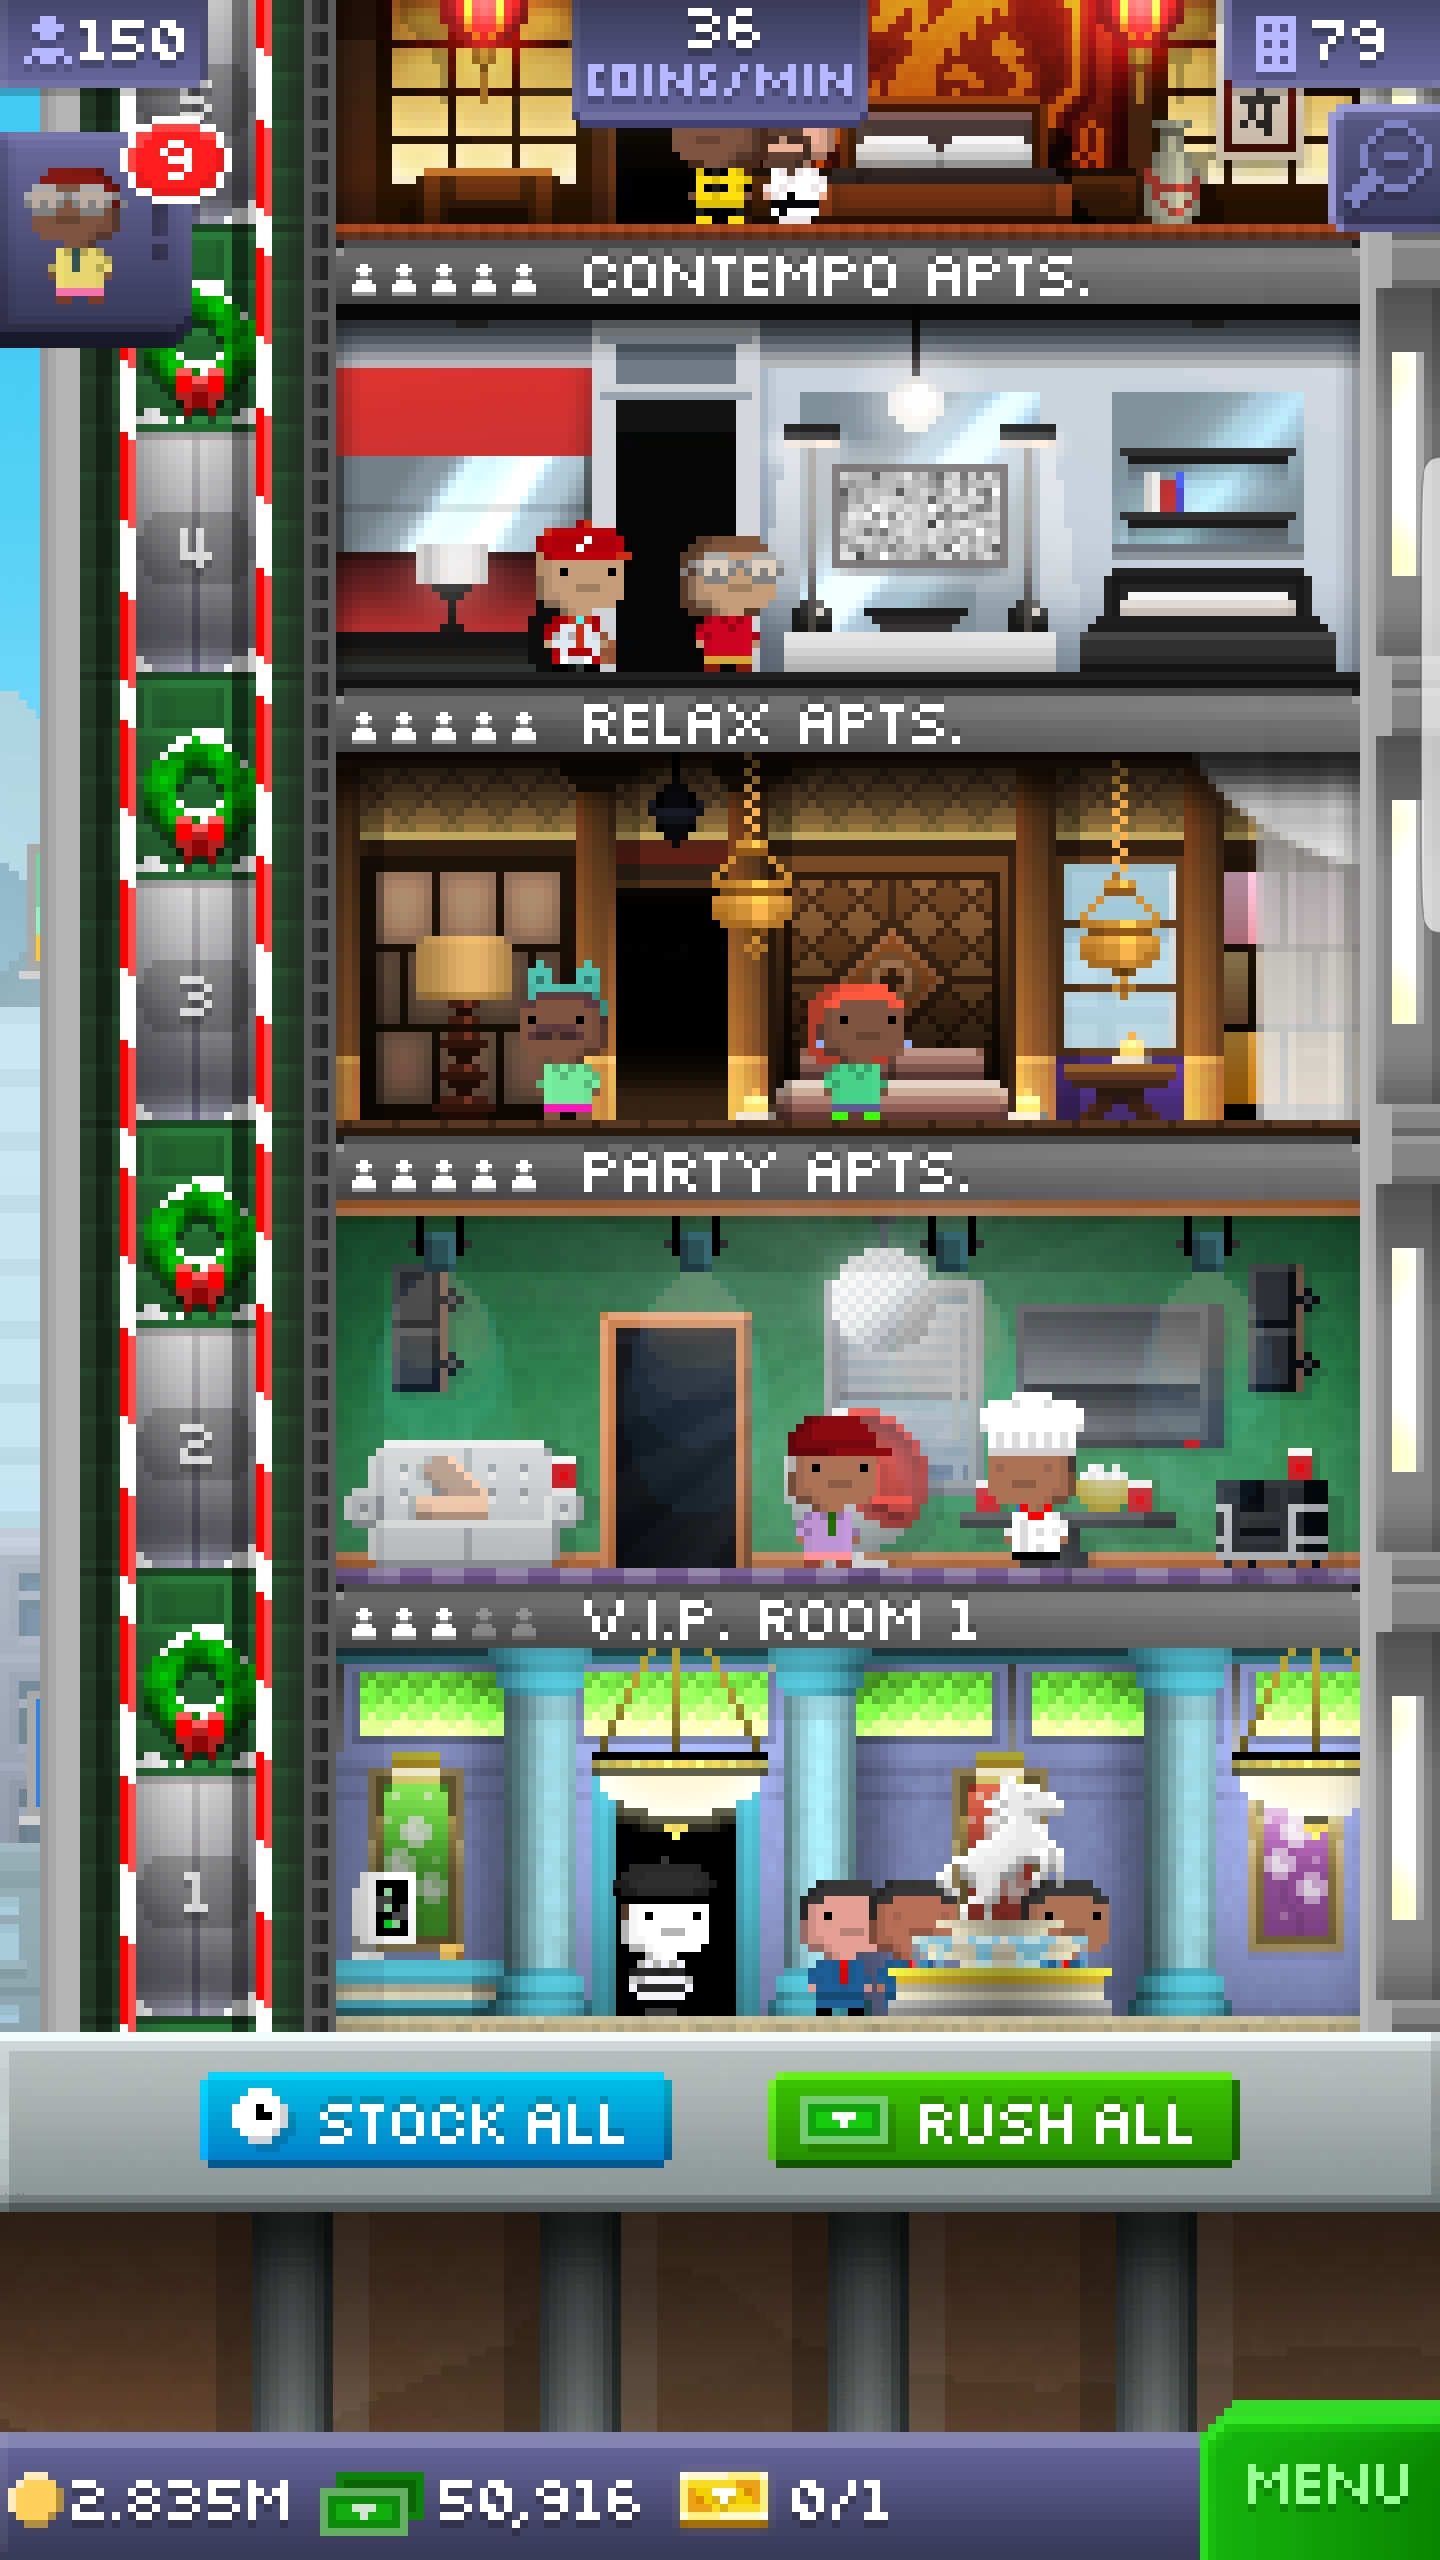 150
36
COINS/MIN
79
5
9
CONTEMPO APTS.
4
RELAX APTS.
3
PARTY APTS.
2
V.I.P. ROOM 1
1
STOCK ALL
RUSH ALL
2.835M
50,916
0/1
MENU